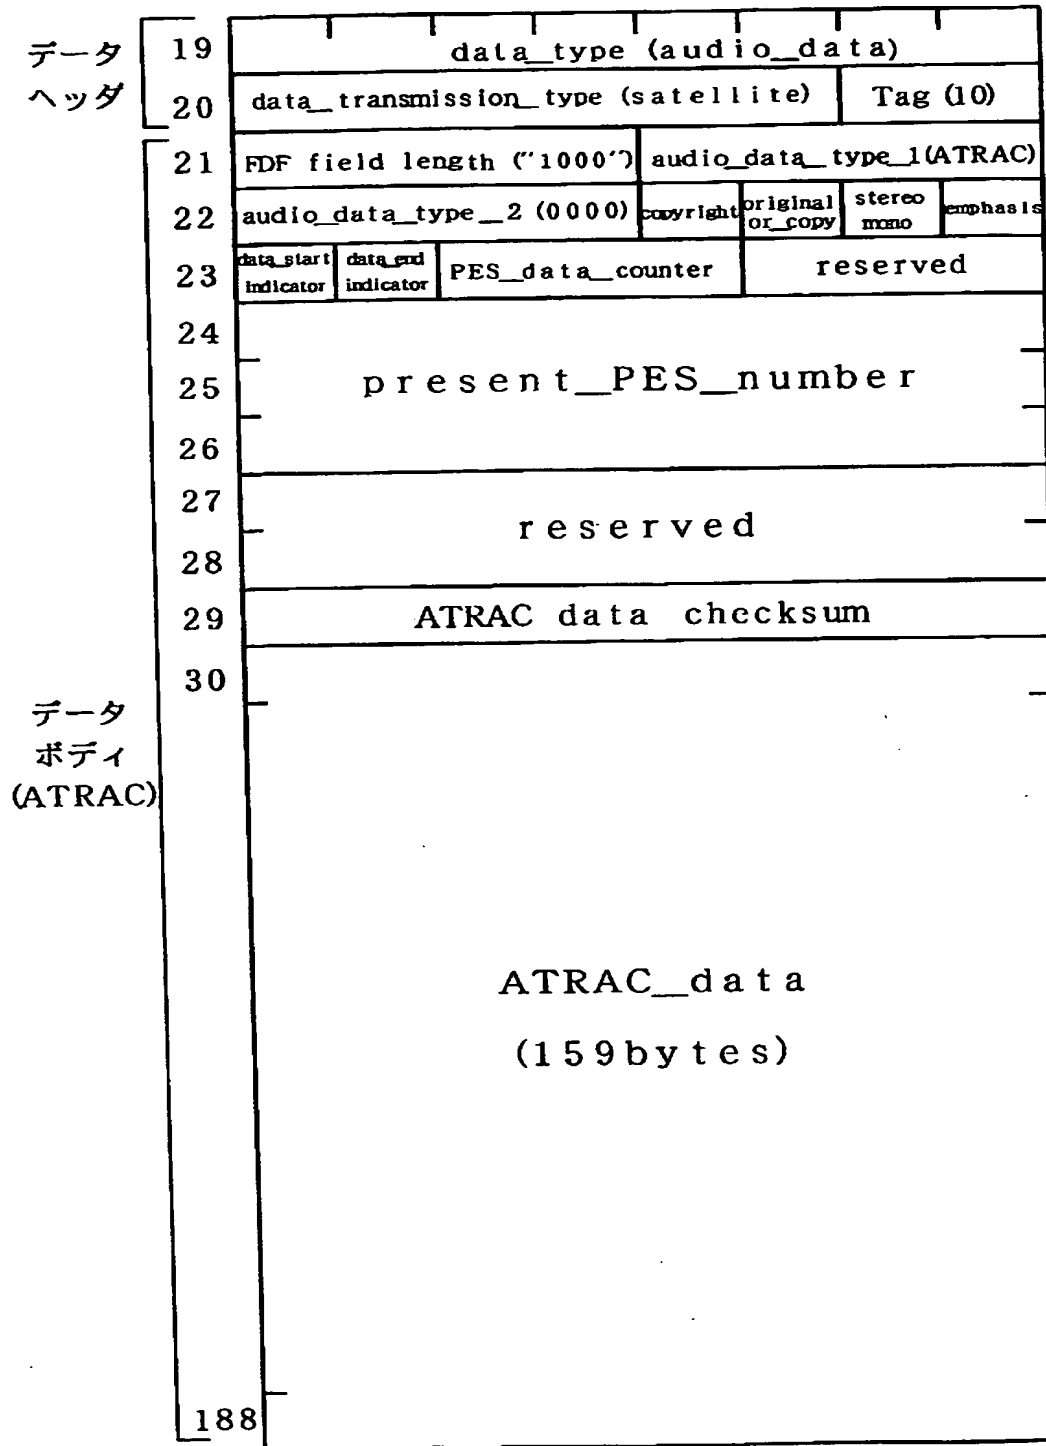 データ
ヘッダ
19
data_type (audio_data)
20
data_transmission_type (satellite)
Tag (10)
21
FDF field length ("1000")
audio_data_type_1(ATRAC)
22
audio_data_type_2 (0000)
copyright
original
or_copy
stereo
mono
emphasis
23
data_start
indicator
data_end
indicator
PES_data_counter
reserved
24
25
present_PES_number
26
27
reserved
28
29
ATRAC data checksum
30
データ
ボディ
(ATRAC)
ATRAC_data
(159bytes)
188